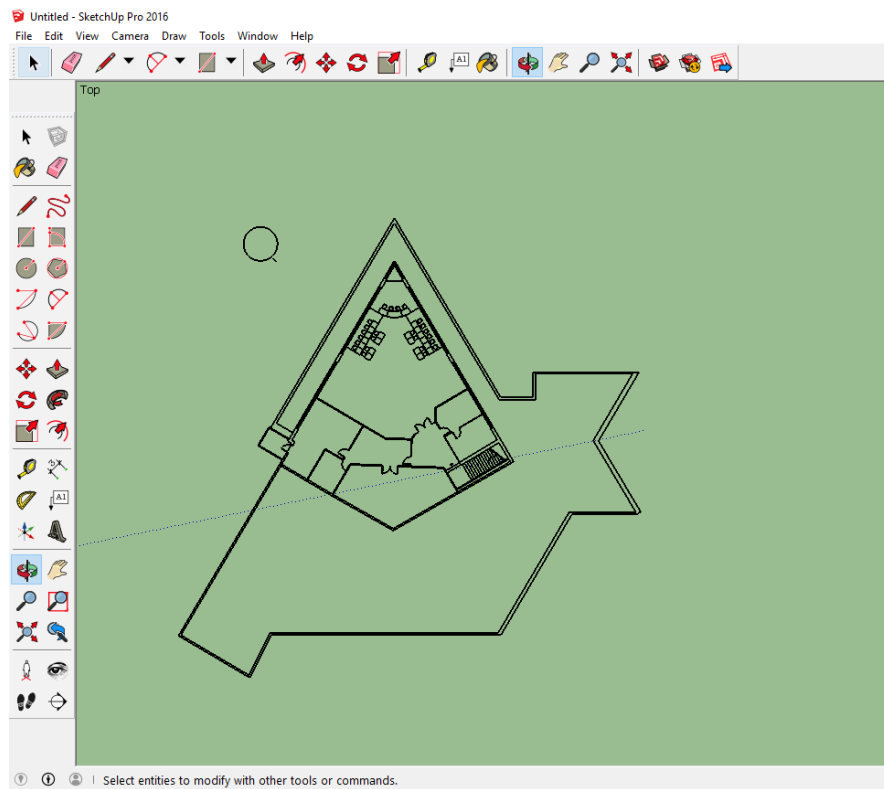 Untitled - SketchUp Pro 2016
File Edit View Camera Draw Tools Window Help
A1
Top
A1
Select entities to modify with other tools or commands.